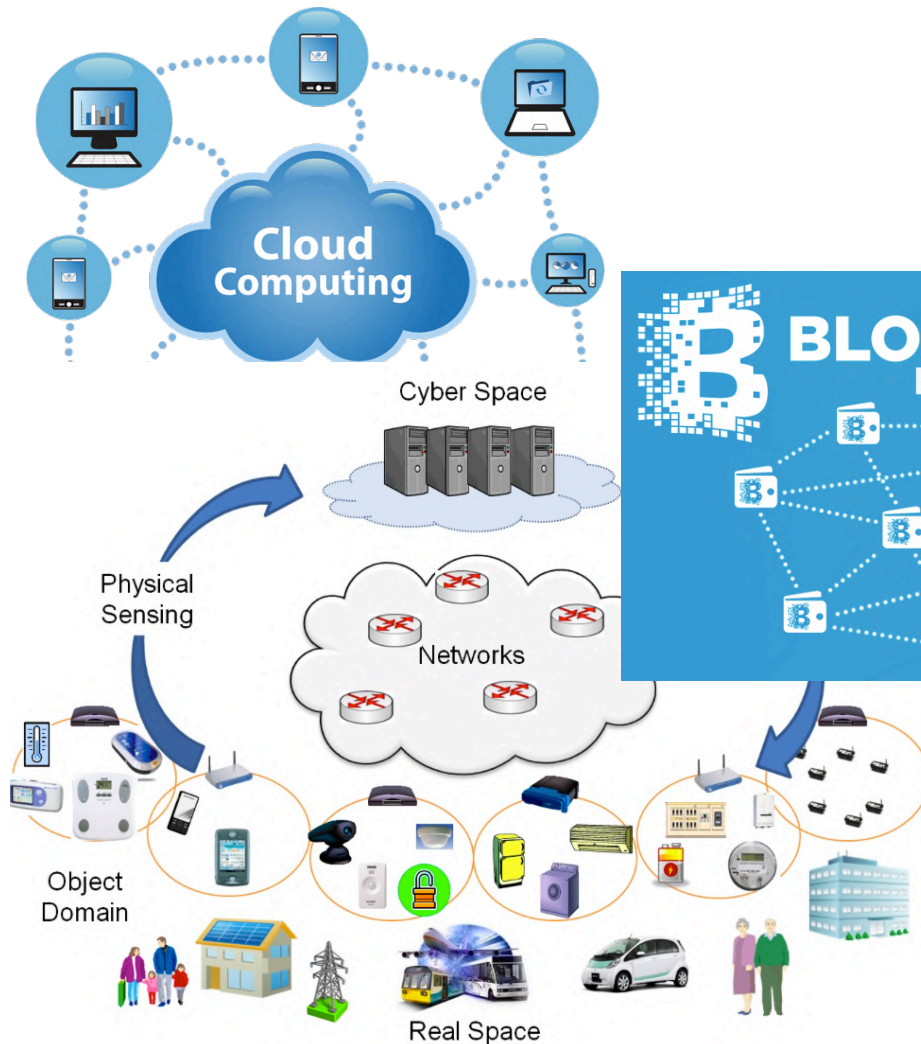 Cloud
Computing
BLO
Cyber Space
Physical
Sensing
Networks
Object
Domain
Real Space